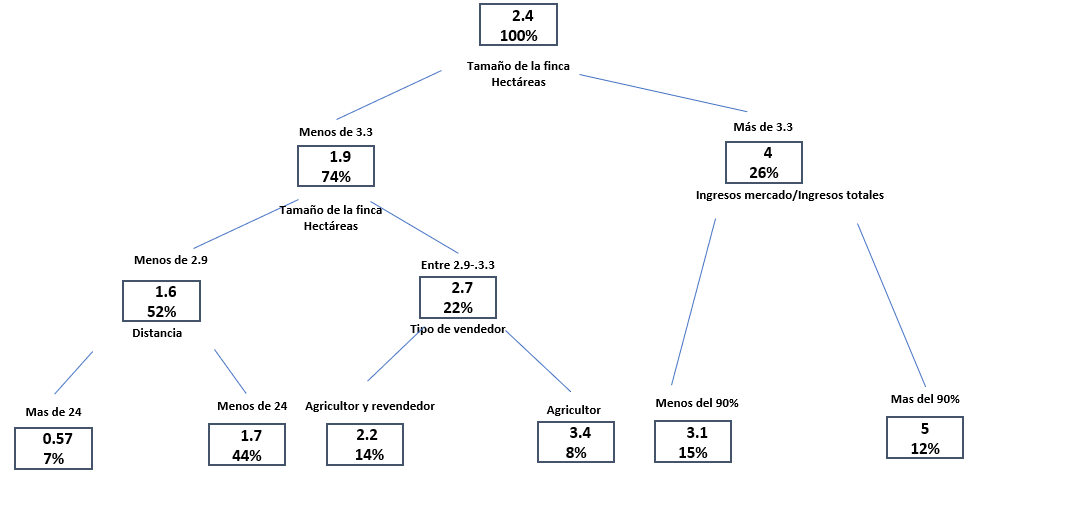 2.4
100%
Tamaño de la finca
Hectáreas
Menos de 3.3
1.9
74%
Más de 3.3
4
26%
Tamaño de la finca
Hectáreas
Ingresos mercado/Ingresos totales
Menos de 2.9
1.6
52%
Distancia
Entre 2.9-.3.3
2.7
22%
Tipo de vendedor
Mas de 24
0.57
7%
Menos de 24
1.7
44%
Agricultor y revendedor
2.2
14%
Agricultor
3.4
8%
Menos del 90%
3.1
15%
Mas del 90%
5
12%